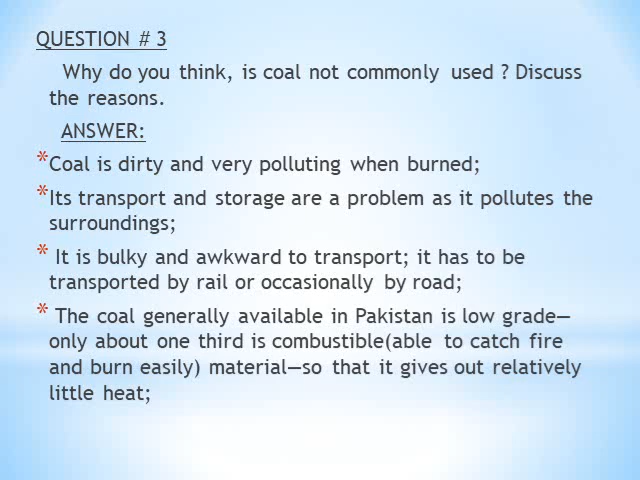 QUESTION # 3
Why do you think, is coal not commonly used ? Discuss
the reasons.
ANSWER:
*Coal is dirty and very polluting when burned;
*Its transport and storage are a problem as it pollutes the
surroundings;
* It is bulky and awkward to transport; it has to be
transported by rail or occasionally by road;
* The coal generally available in Pakistan is low grade—
only about one third is combustible(able to catch fire
and burn easily) material—so that it gives out relatively
little heat;